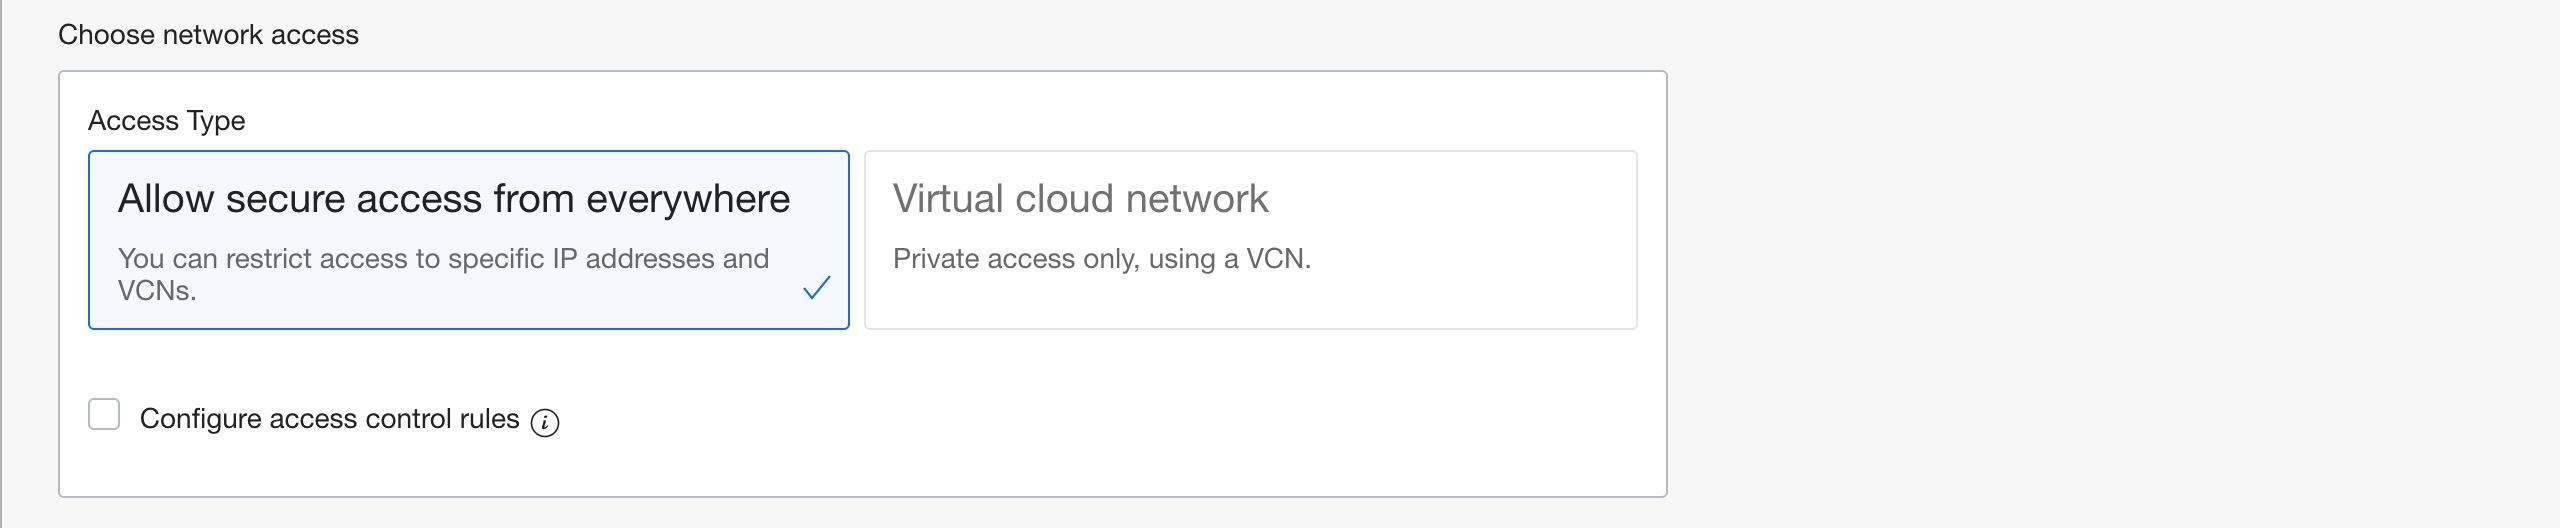 Choose network access
Access Type
Allow secure access from everywhere
You can restrict access to specific IP addresses and
VCNs.
Virtual cloud network
Private access only, using a VCN.
Configure access control rules